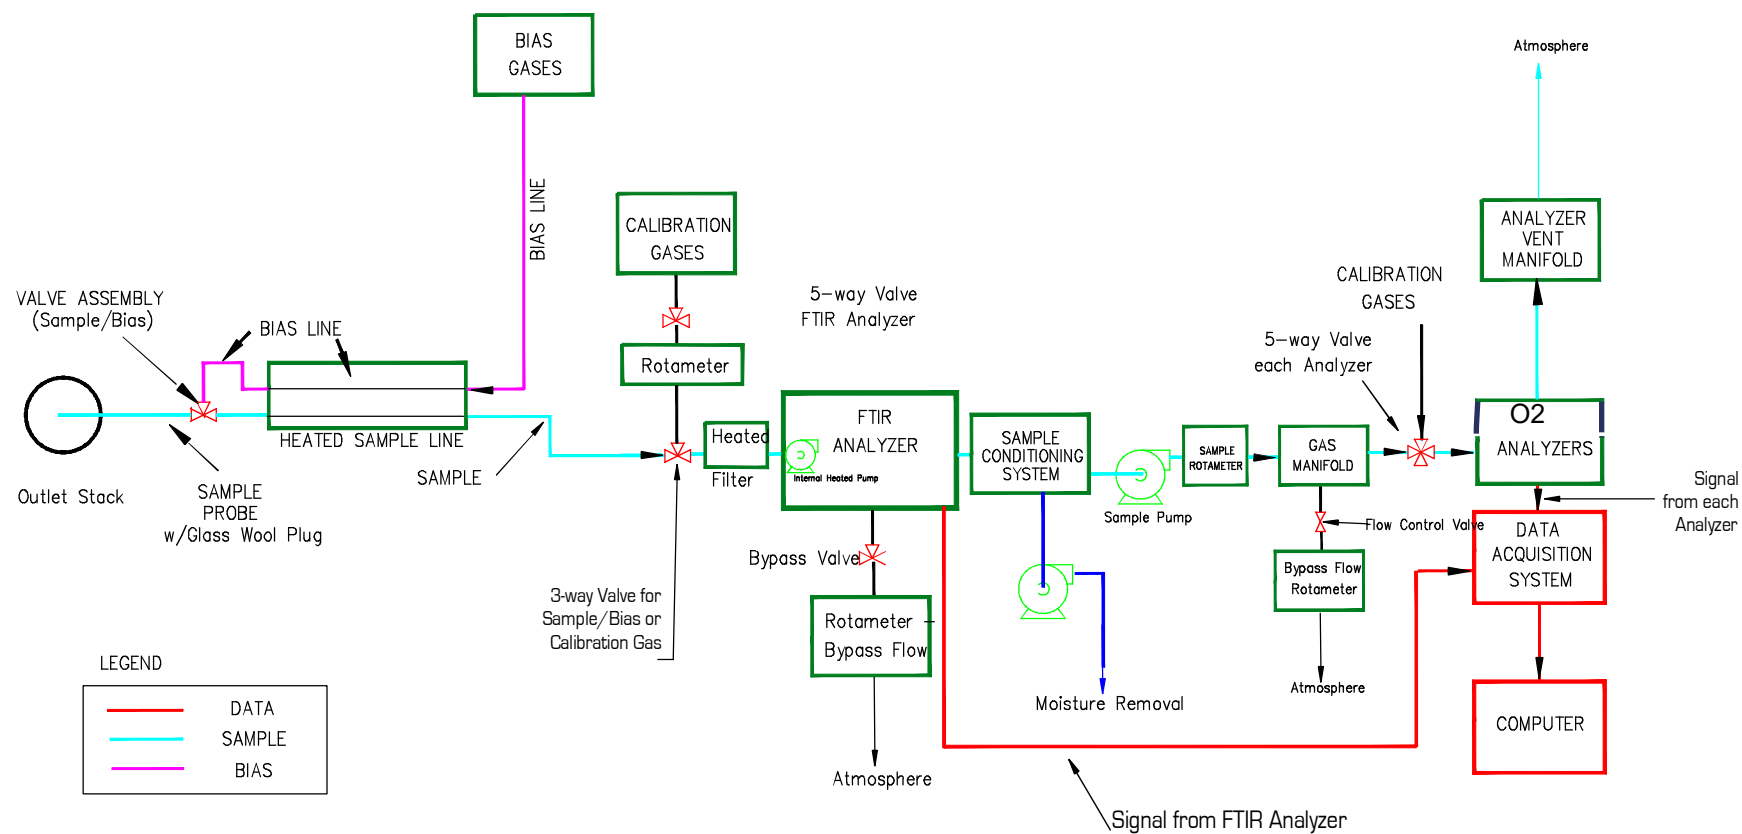 BIAS
GASES
Atmosphere
BIAS LINE
CALIBRATION
GASES
ANALYZER
VENT
MANIFOLD
VALVE ASSEMBLY
(Sample/Bias)
BIAS LINE
5-way Valve
FTIR Analyzer
CALIBRATION
GASES
5-way Valve
each Analyzer
Rotameter
HEATED SAMPLE LINE
SAMPLE
Outlet Stack
SAMPLE
PROBE
w/Glass Wool Plug
Heated
Filter
FTIR
ANALYZER
Internal Heated Pump
SAMPLE
CONDITIONING
SYSTEM
Sample Pump
SAMPLE
ROTAMETER
GAS
MANIFOLD
O2
ANALYZERS
Signal
from each
Analyzer
Flow Control Valve
DATA
ACQUISITION
SYSTEM
Bypass Valve
Bypass Flow
Rotameter
3-way Valve for
Sample/Bias or
Calibration Gas
Rotameter
Bypass Flow
Atmosphere
Moisture Removal
COMPUTER
Atmosphere
Signal from FTIR Analyzer
LEGEND
DATA
SAMPLE
BIAS